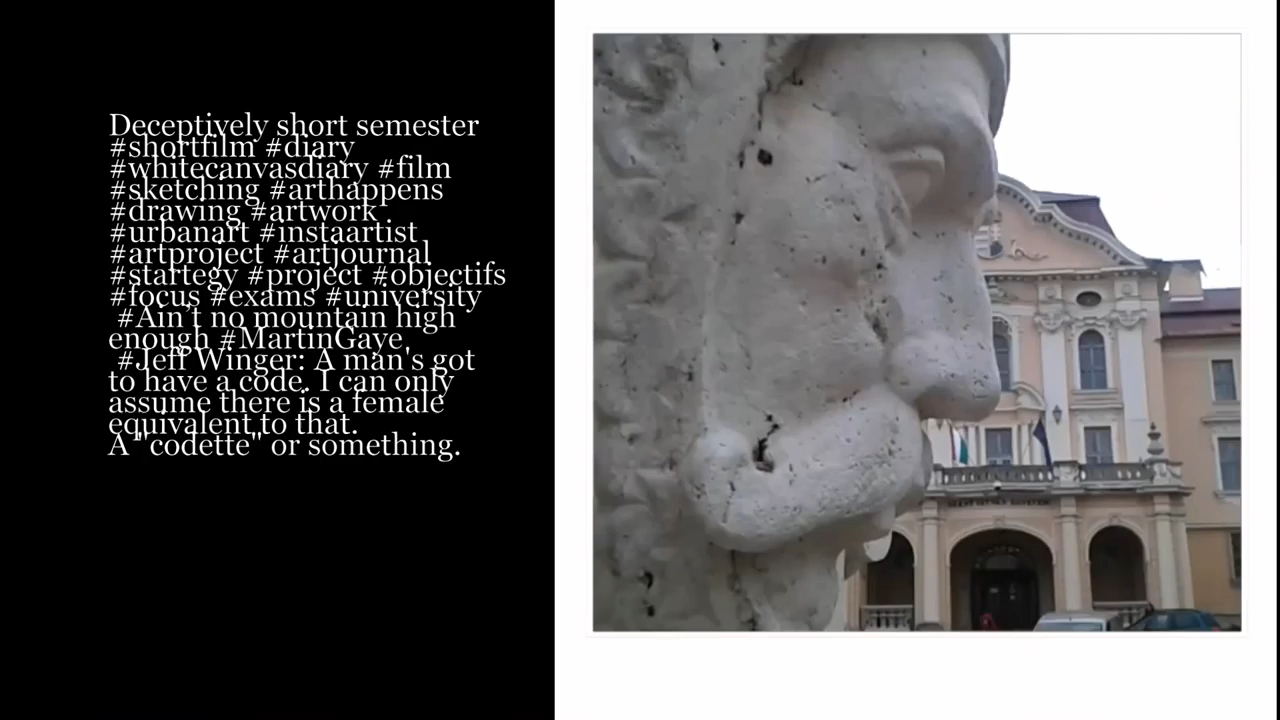 Deceptively short semester
#shortfilm #diary
#whitecanvasdiary #film
#sketching #arthappens
#drawing #artwork
#urbanart #instaartist
#artproject #artjournal
#startegy #project #objectifs
#focus #exams #university
#Ain't no mountain high
enough #MartinGaye
#Jeff Winger: A man's got
to have a code. I can only
assume there is a female
equivalent to that.
A "codette" or something.